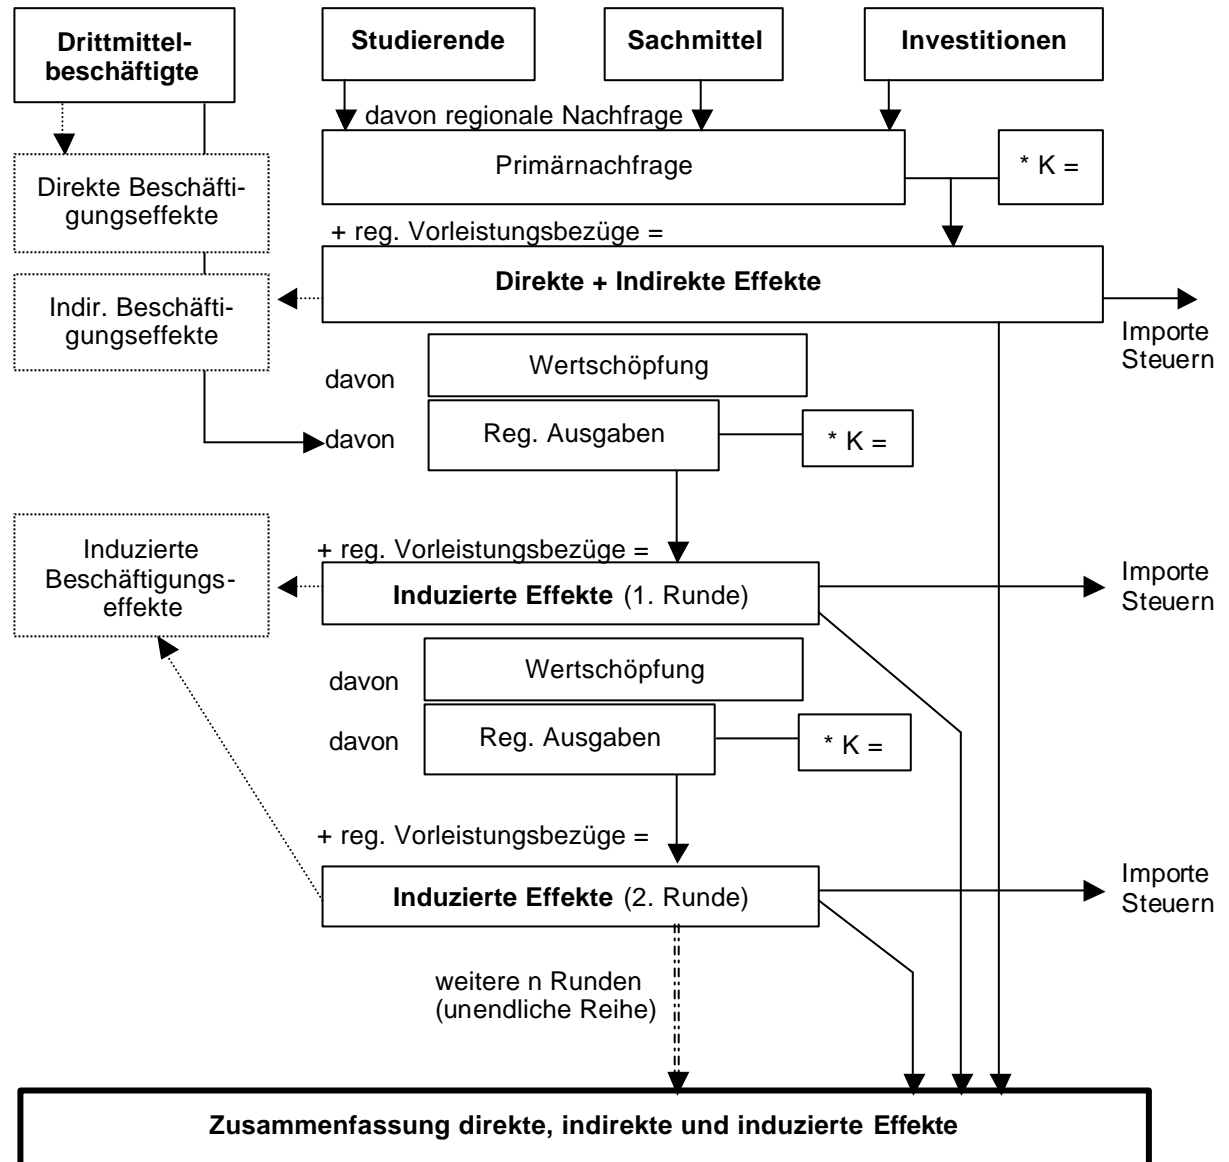 Drittmittel-
beschäftigte
Studierende
Sachmittel
Investitionen
davon regionale Nachfrage
Primärnachfrage
* K =
Direkte Beschäfti-
gungseffekte
+ reg. Vorleistungsbezüge =
Direkte + Indirekte Effekte
Indir. Beschäfti-
gungseffekte
Importe
Steuern
davon
Wertschöpfung
davon
Reg. Ausgaben
* K =
Induzierte
Beschäftigungs-
effekte
+ reg. Vorleistungsbezüge =
Induzierte Effekte (1. Runde)
Importe
Steuern
davon
Wertschöpfung
davon
Reg. Ausgaben
* K =
+ reg. Vorleistungsbezüge =
Induzierte Effekte (2. Runde)
Importe
Steuern
weitere n Runden
(unendliche Reihe)
Zusammenfassung direkte, indirekte und induzierte Effekte